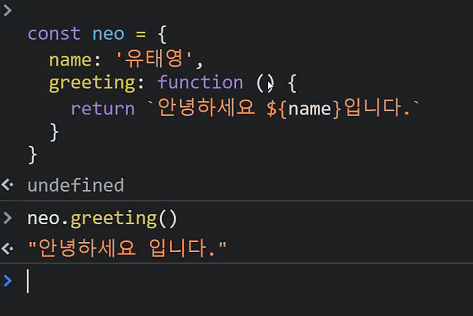 const neo = {
  name: '유태영',
  greeting: function () {
    return `안녕하세요 ${name}입니다.`
  }
}
undefined
neo.greeting()
"안녕하세요 입니다."